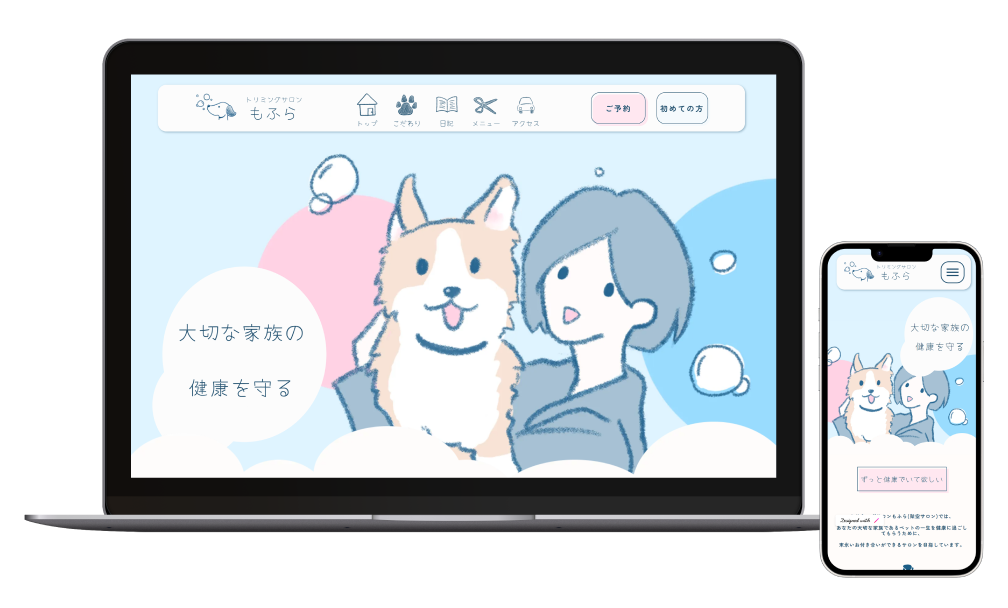 トリミングサロン
もふら
トップ
こだわり
日記
メニュー
アクセス
ご予約
初めての方
大切な家族の
健康を守る
トリミングサロン
もふら
大切な家族の
健康を守る
ずっと健康でいて欲しい
Designed with
ンもふら(用宗サロン)では、
あなたの大切な家族であるペットの一生を健康に過ごし
てもらうために、
末永いお付き合いができるサロンを目指しています。